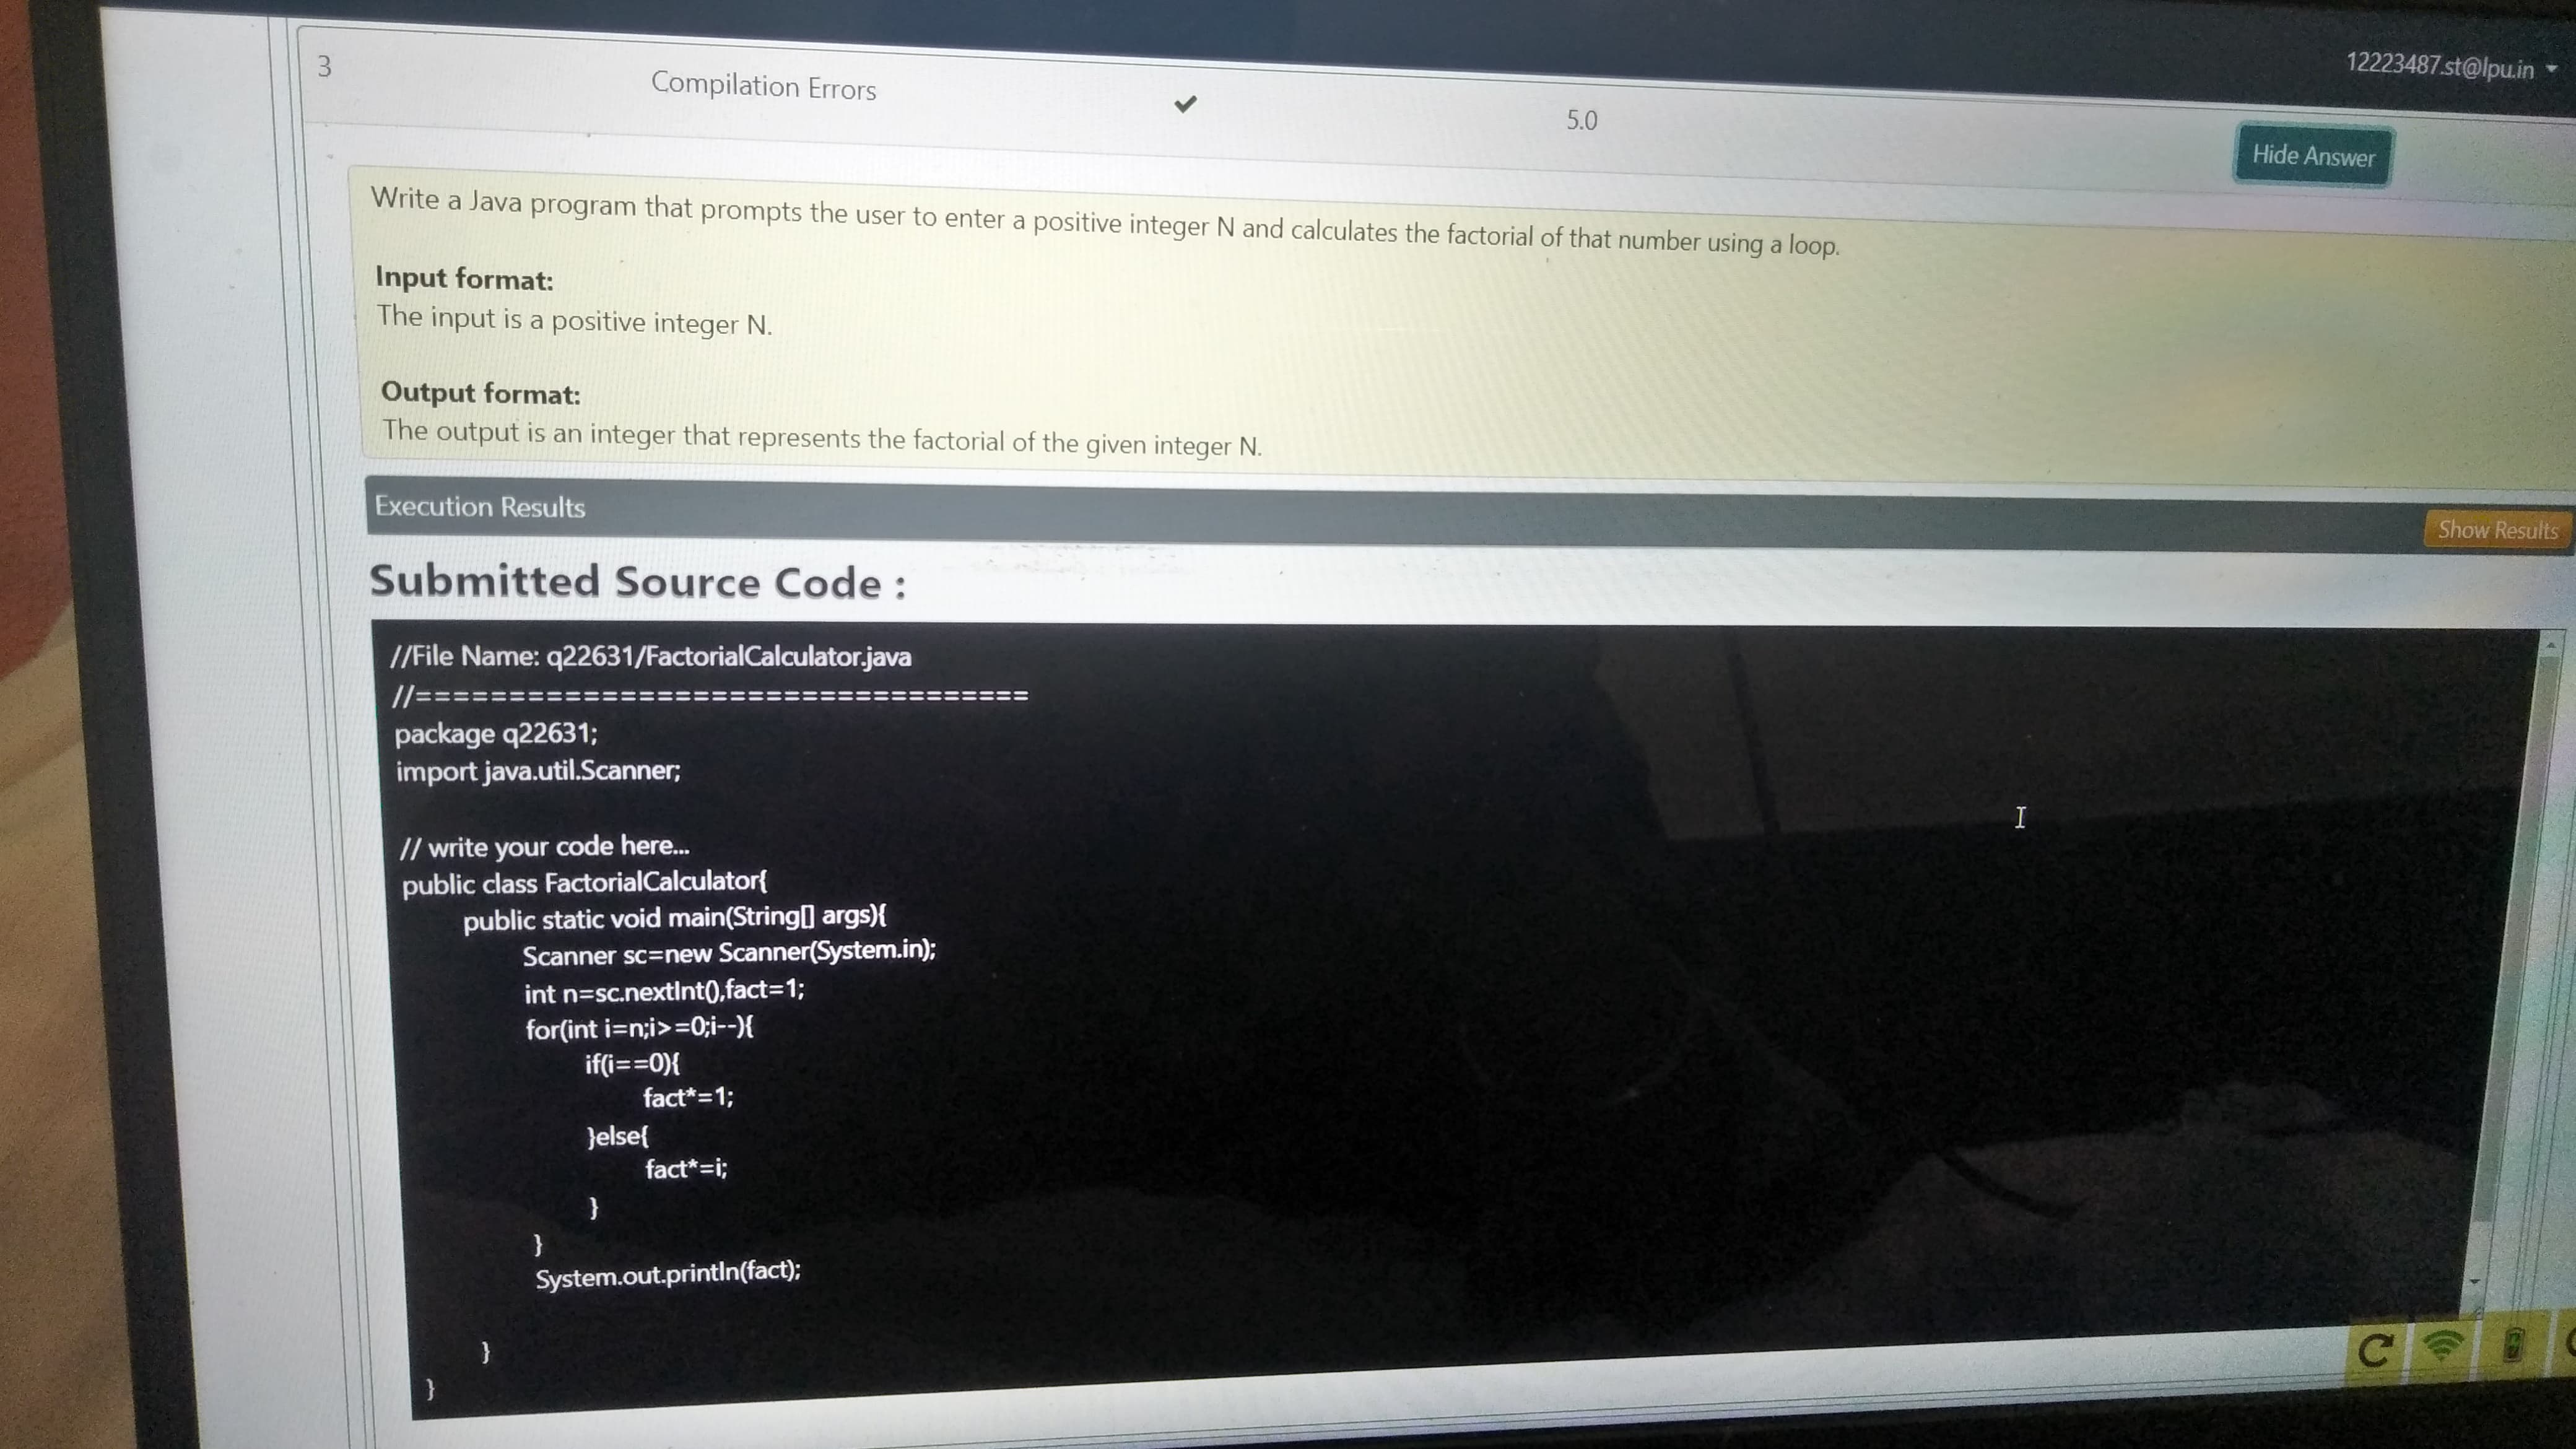 12223487.st@lpu.in
3 Compilation Errors ✔ 5.0 Hide Answer
Write a Java program that prompts the user to enter a positive integer N and calculates the factorial of that number using a loop.
Input format:
The input is a positive integer N.
Output format:
The output is an integer that represents the factorial of the given integer N.
Execution Results Show Results
Submitted Source Code :
//File Name: q22631/FactorialCalculator.java
//=================================
package q22631;
import java.util.Scanner;
// write your code here...
public class FactorialCalculator{
public static void main(String[] args){
Scanner sc=new Scanner(System.in);
int n=sc.nextInt(),fact=1;
for(int i=n;i>=0;i--){
if(i==0){
fact*=1;
}else{
fact*=i;
}
}
System.out.println(fact);
}
}